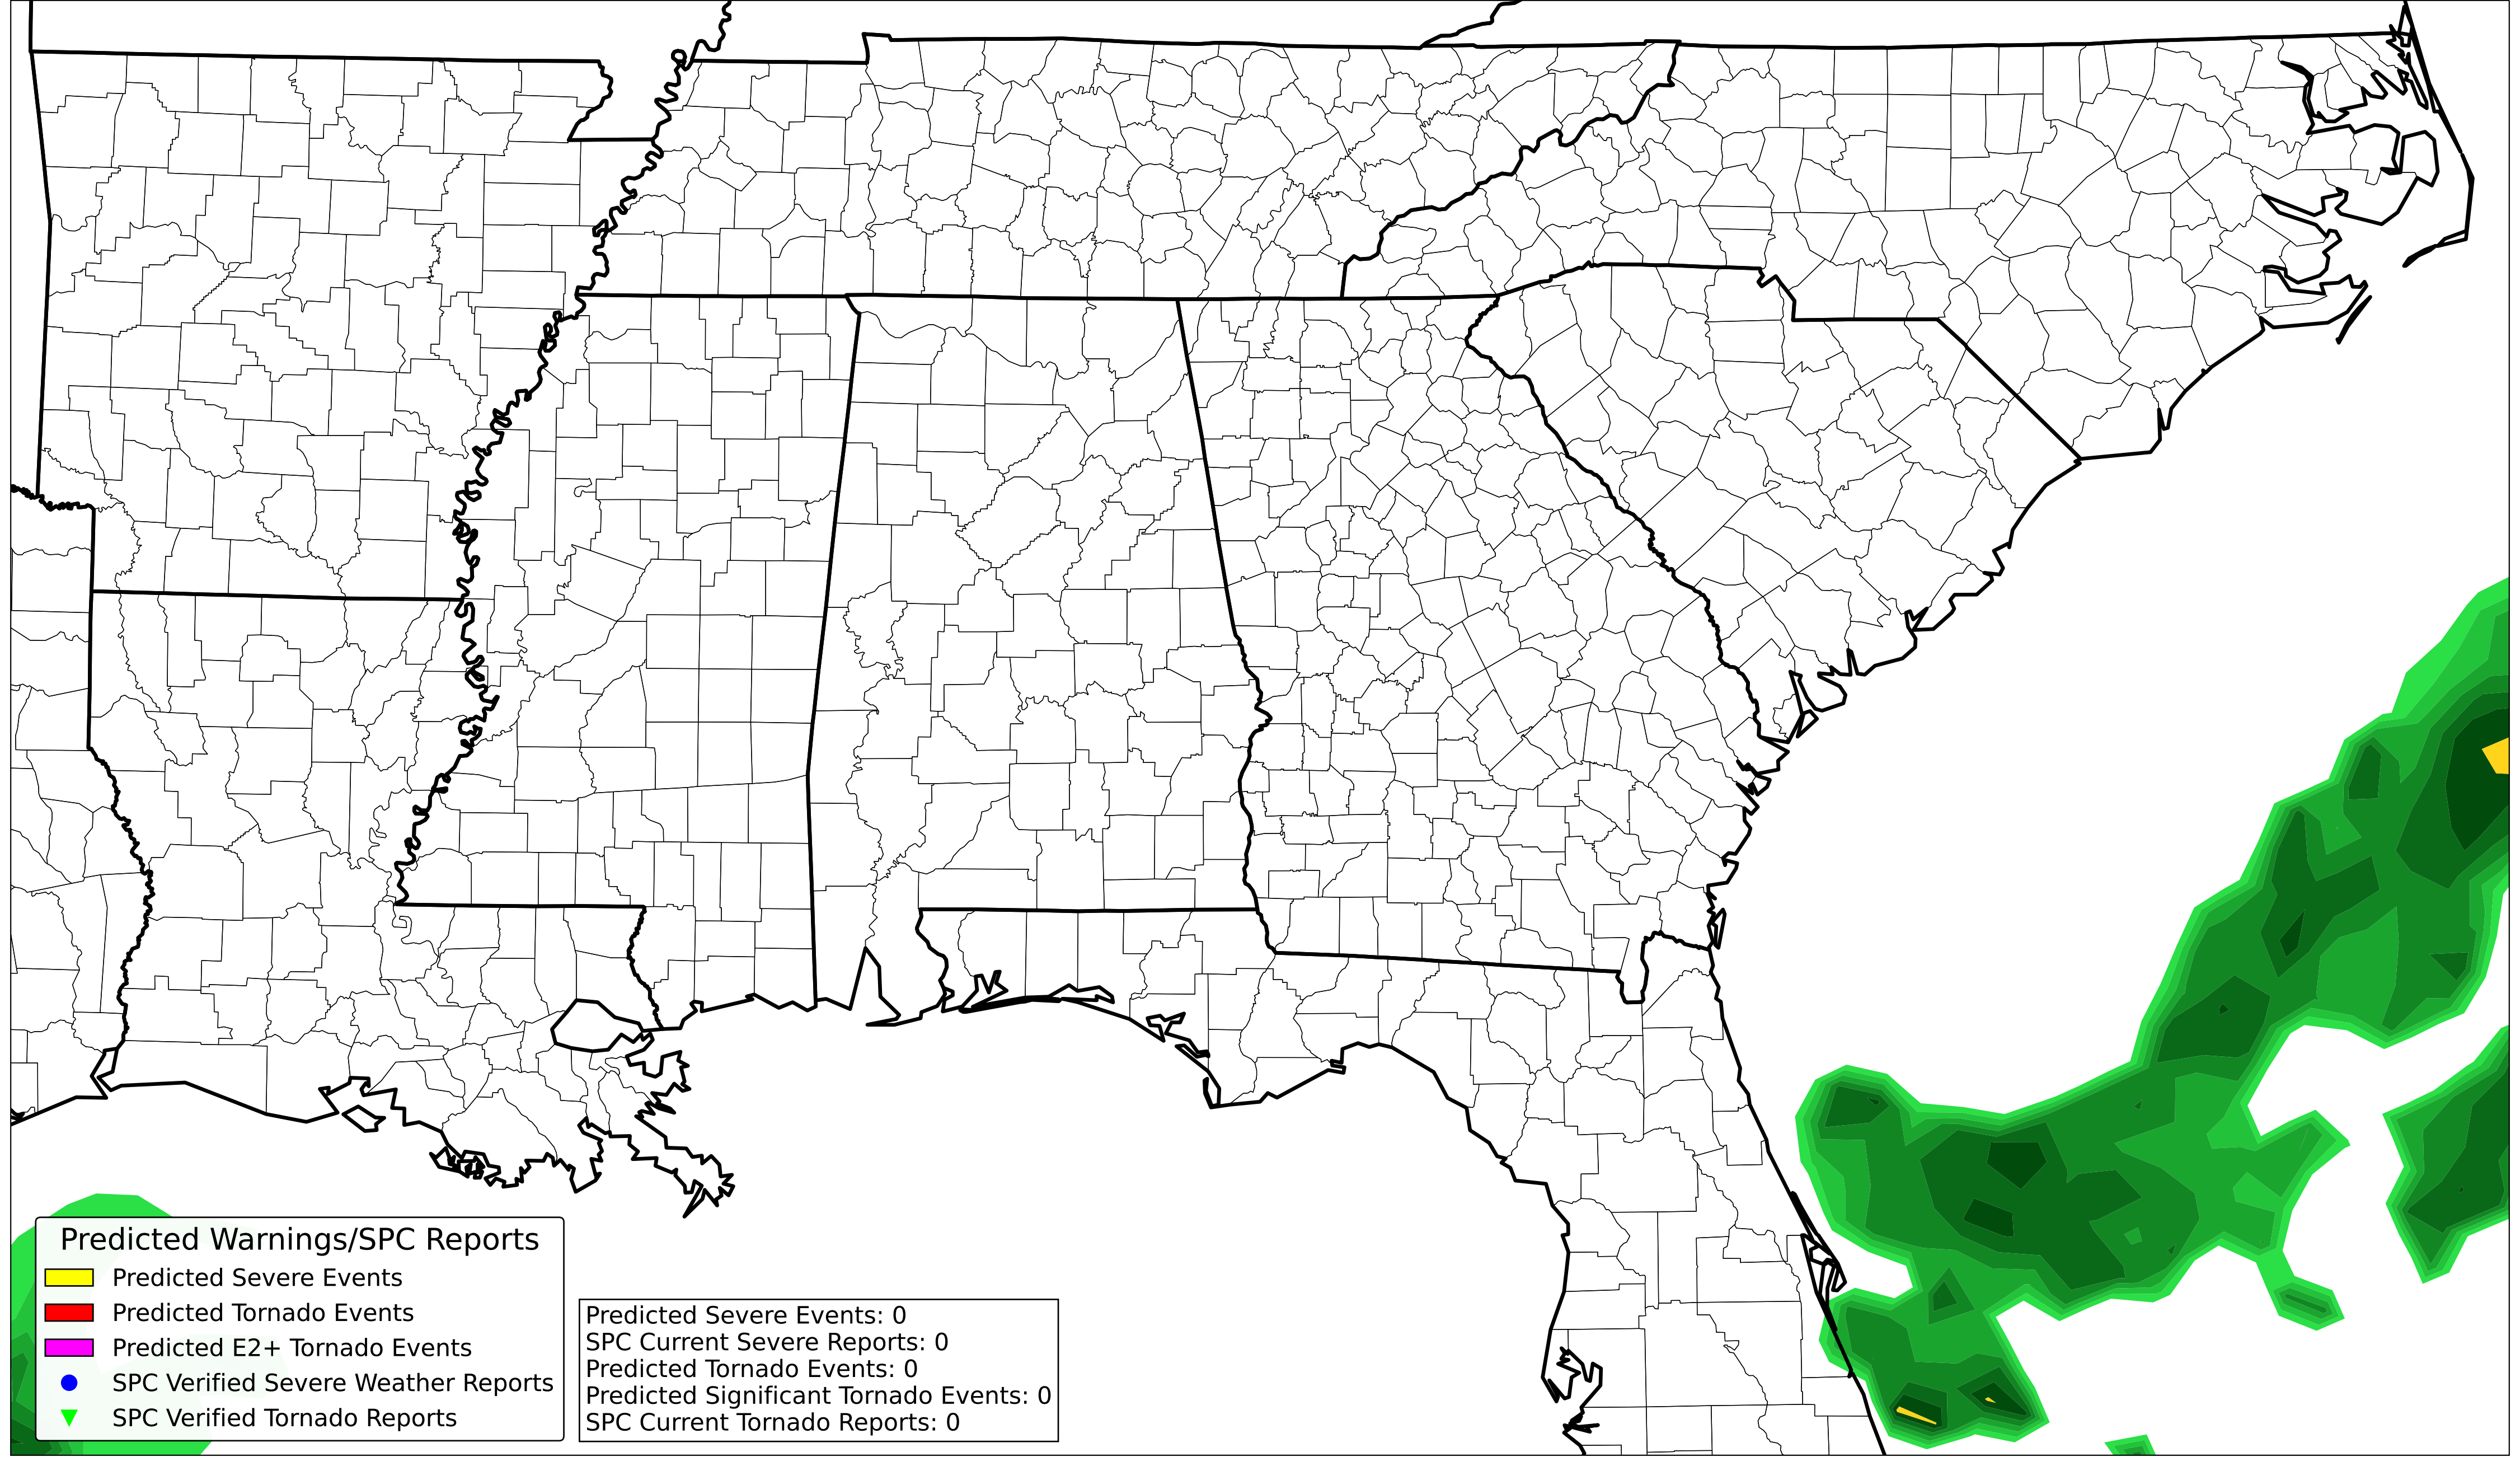 Predicted Warnings/SPC Reports
Predicted Severe Events
Predicted Tornado Events
Predicted E2+ Tornado Events
SPC Verified Severe Weather Reports
SPC Verified Tornado Reports
Predicted Severe Events: 0
SPC Current Severe Reports: 0
Predicted Tornado Events: 0
Predicted Significant Tornado Events: 0
SPC Current Tornado Reports: 0